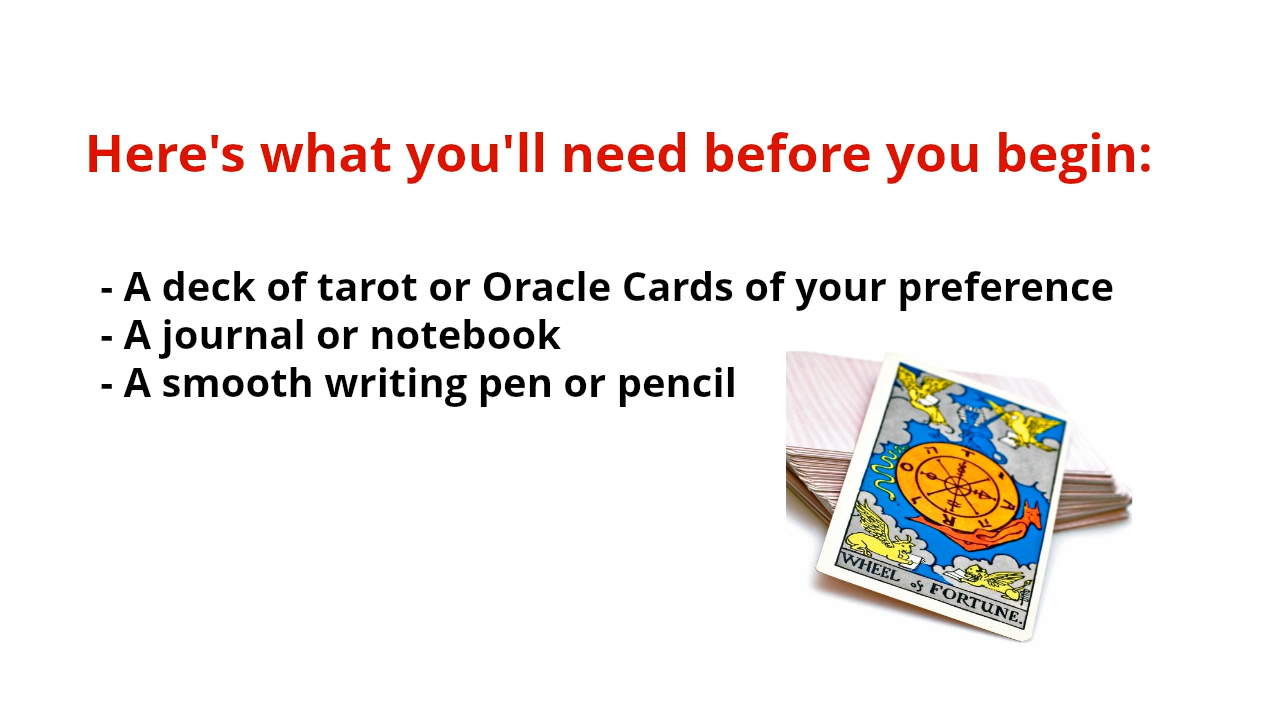 Here's what you'll need before you begin:
- A deck of tarot or Oracle Cards of your preference
- A journal or notebook
- A smooth writing pen or pencil
WHEEL of FORTUNE.